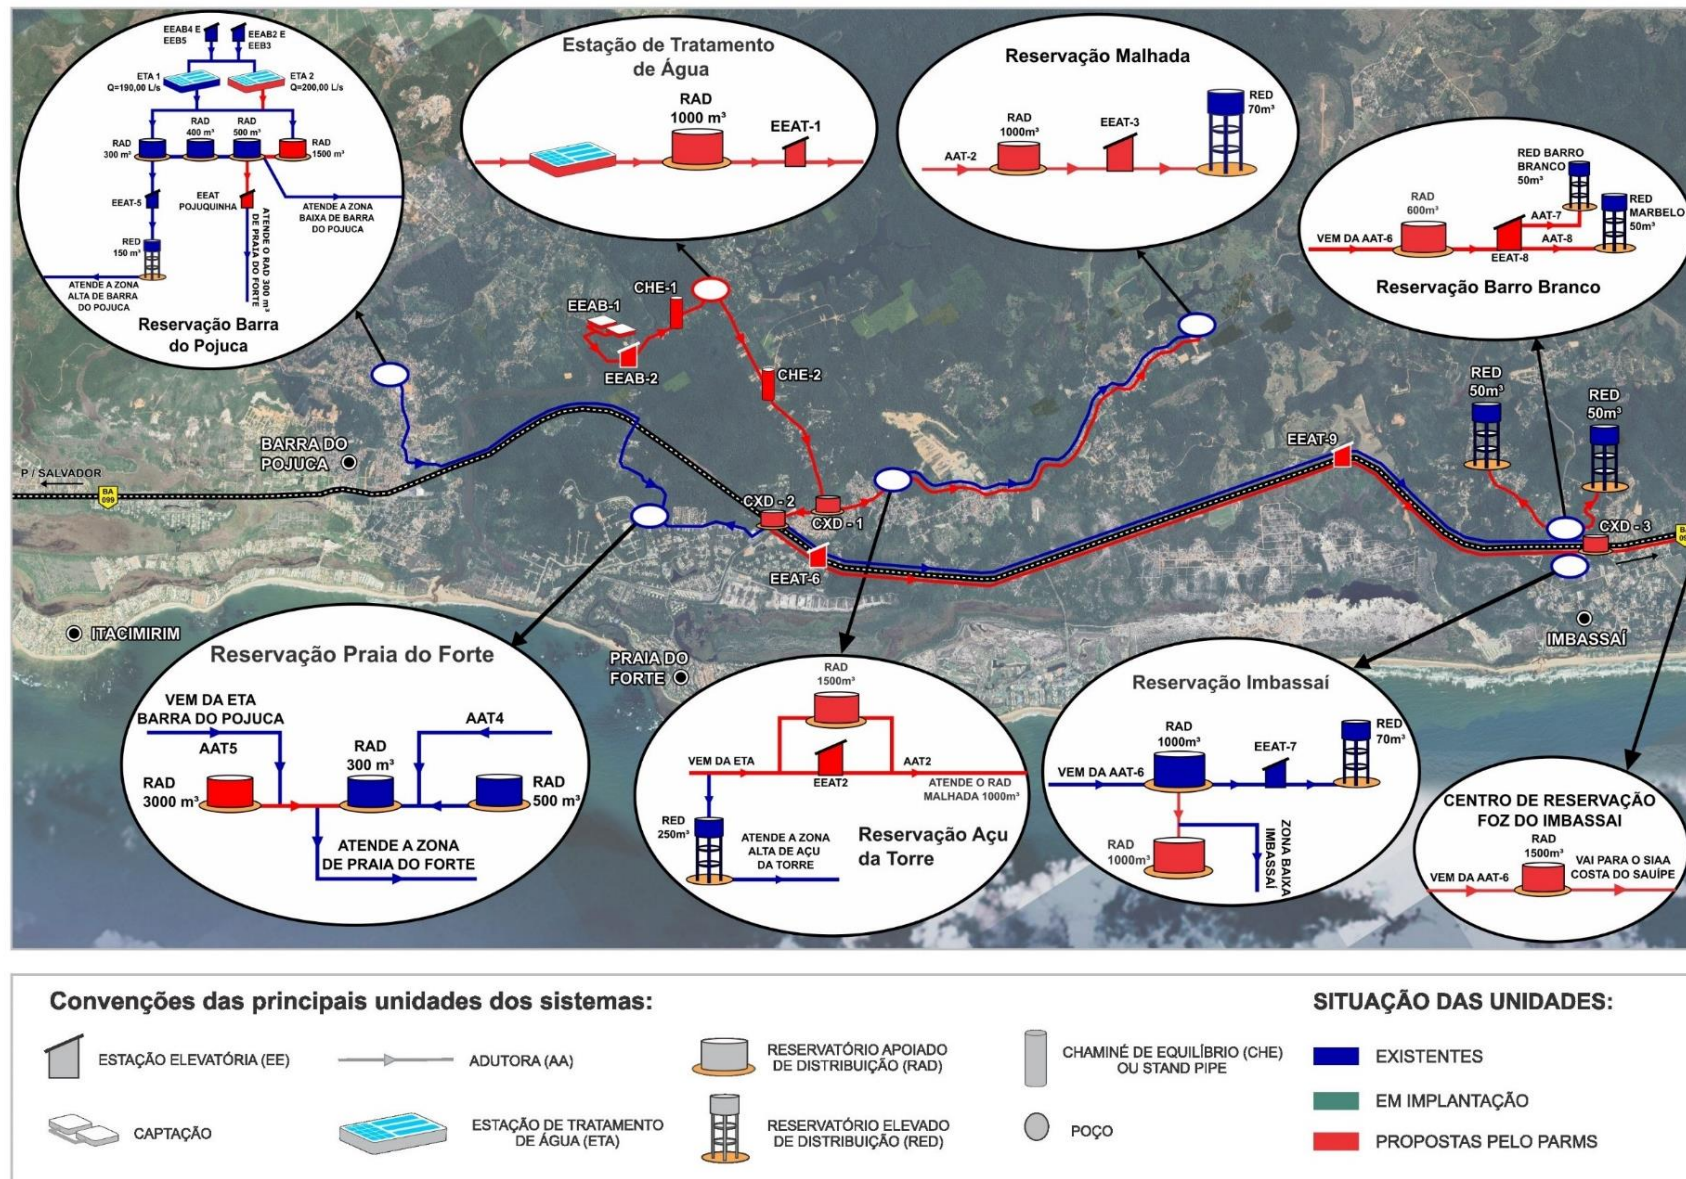 EEAB4 E
EEB5
EEAB2 E
EEB3
ETA 1
Q=190,00 L/s
ETA 2
Q=200,00 L/s
RAD
300 m³
RAD
400 m³
RAD
500 m³
RAD
1500 m³
EEAT-5
EEAT
POJUQUINHA
ATENDE A ZONA
BAIXA DE BARRA
DO POJUCA
RED
150 m³
ATENDE O RAD 300 m³
DE PRAIA DO FORTE
ATENDE A ZONA
ALTA DE BARRA
DO POJUCA
Reservação Barra
do Pojuca
Estação de Tratamento
de Água
RAD
1000 m³
EEAT-1
Reservação Malhada
AAT-2
RAD
1000m³
EEAT-3
RED
70m³
RED BARRO
BRANCO
50m³
RED
MARBELO
50m³
RAD
600m³
AAT-7
AAT-8
VEM DA AAT-6
EEAT-8
Reservação Barro Branco
EEAB-1
CHE-1
EEAB-2
CHE-2
RED
50m³
RED
50m³
EEAT-9
BARRA DO
POJUCA
P / SALVADOR
BA
099
CXD - 2
CXD - 1
CXD - 3
BA
09
EEAT-6
ITACIMIRIM
PRAIA DO
FORTE
IMBASSAÍ
Reservação Praia do Forte
VEM DA ETA
BARRA DO POJUCA
AAT5
AAT4
RAD
3000 m³
RAD
300 m³
RAD
500 m³
ATENDE A ZONA
DE PRAIA DO FORTE
RAD
1500m³
VEM DA ETA
AAT2
EEAT2
ATENDE O RAD
MALHADA 1000m³
RED
250m³
ATENDE A ZONA
ALTA DE AÇU
DA TORRE
Reservação Açu
da Torre
Reservação Imbassaí
RAD
1000m³
EEAT-7
RED
70m³
VEM DA AAT-6
RAD
1000m³
ZONA BAIXA
IMBASSAÍ
CENTRO DE RESERVAÇÃO
FOZ DO IMBASSAI
RAD
1500m³
VEM DA AAT-6
VAI PARA O SIAA
COSTA DO SAUÍPE
Convenções das principais unidades dos sistemas:
ESTAÇÃO ELEVATÓRIA (EE)
ADUTORA (AA)
RESERVATÓRIO APOIADO
DE DISTRIBUIÇÃO (RAD)
CHAMINÉ DE EQUILÍBRIO (CHE)
OU STAND PIPE
CAPTAÇÃO
ESTAÇÃO DE TRATAMENTO
DE ÁGUA (ETA)
RESERVATÓRIO ELEVADO
DE DISTRIBUIÇÃO (RED)
POÇO
SITUAÇÃO DAS UNIDADES:
EXISTENTES
EM IMPLANTAÇÃO
PROPOSTAS PELO PARMS